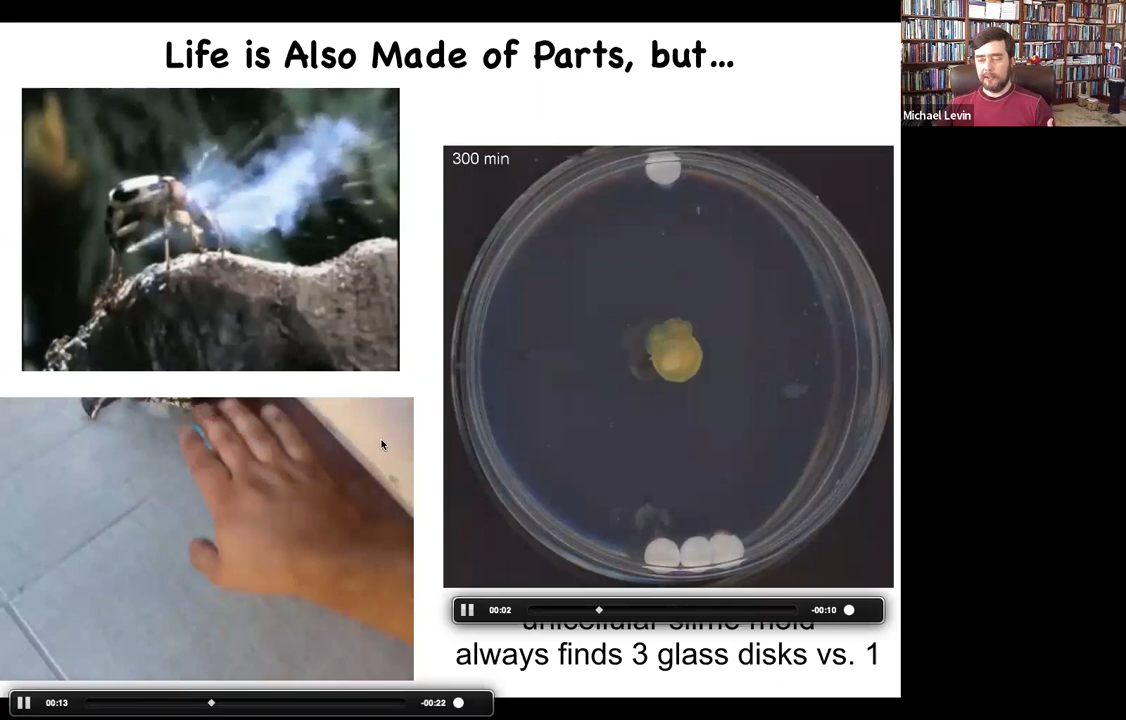 Life is Also Made of Parts, but...
Michael Levin
300 min
00:02
-00:10
unicellular slime mold
always finds 3 glass disks vs. 1
00:13
-00:22